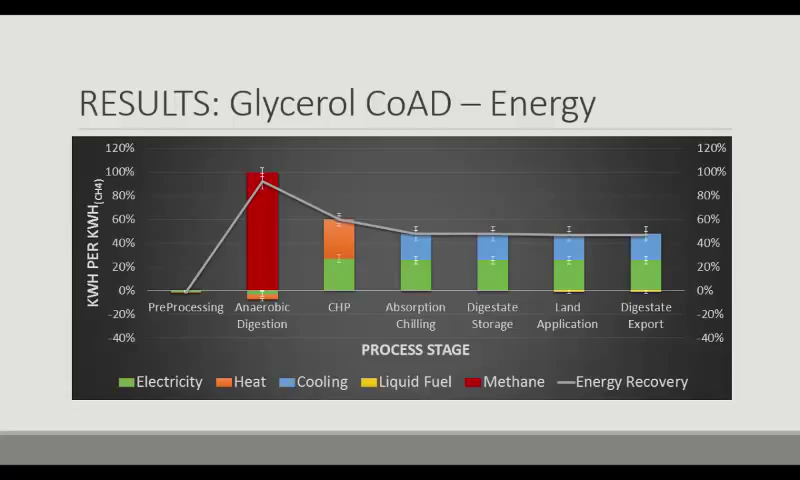 RESULTS: Glycerol CoAD – Energy
120% 120%
100% 100%
80% 80%
60% 60%
40% 40%
20% 20%
0% 0%
-20% -20%
-40% -40%
KWH PER KWH(CH4)
PreProcessing Anaerobic Digestion CHP Absorption Chilling Digestate Storage Land Application Digestate Export
PROCESS STAGE
Electricity Heat Cooling Liquid Fuel Methane Energy Recovery